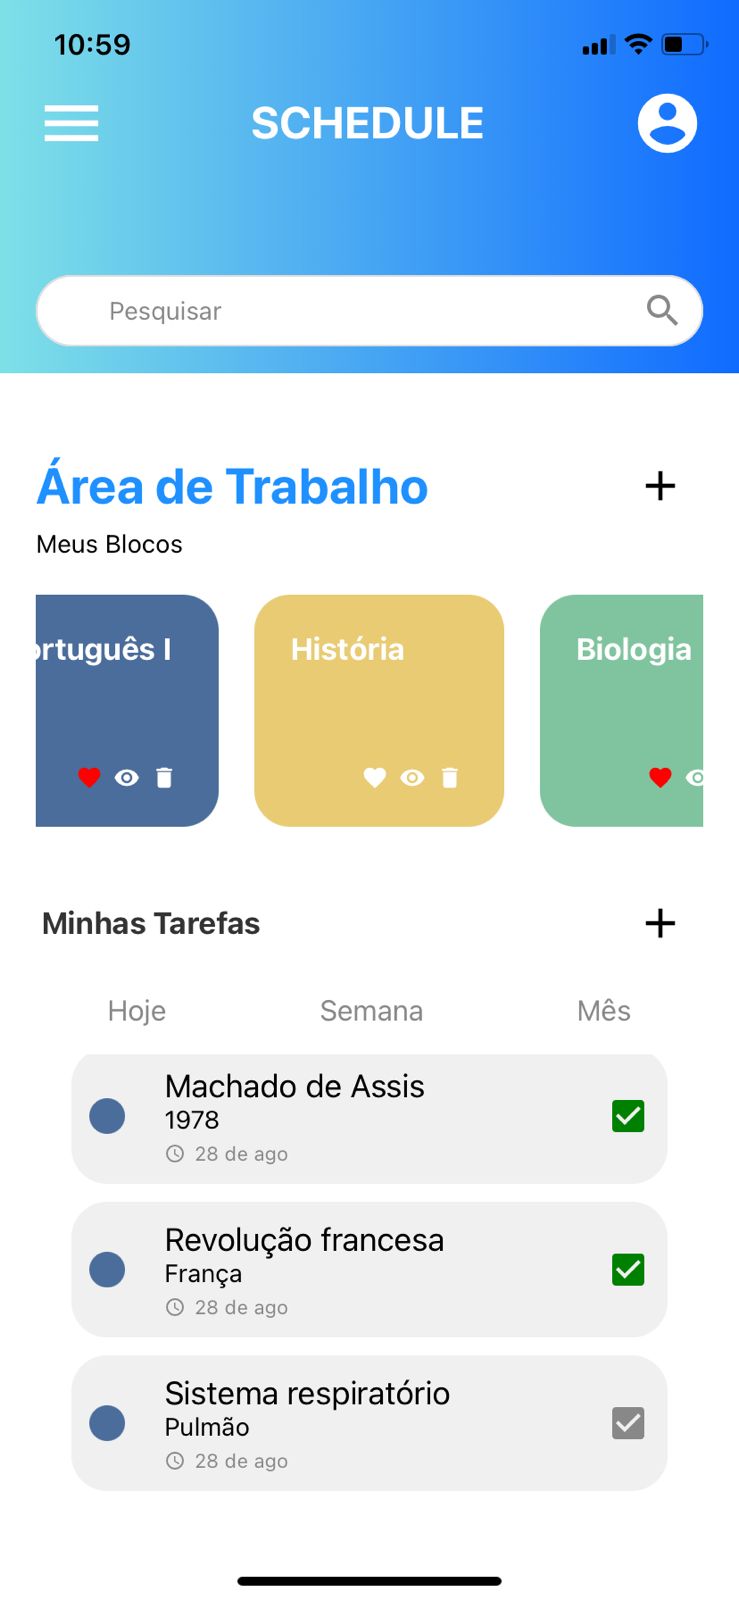 10:59
SCHEDULE
Pesquisar
Área de Trabalho
Meus Blocos
ortuguês I
História
Biologia
Minhas Tarefas
Hoje Semana Mês
Machado de Assis
1978
28 de ago
Revolução francesa
França
28 de ago
Sistema respiratório
Pulmão
28 de ago